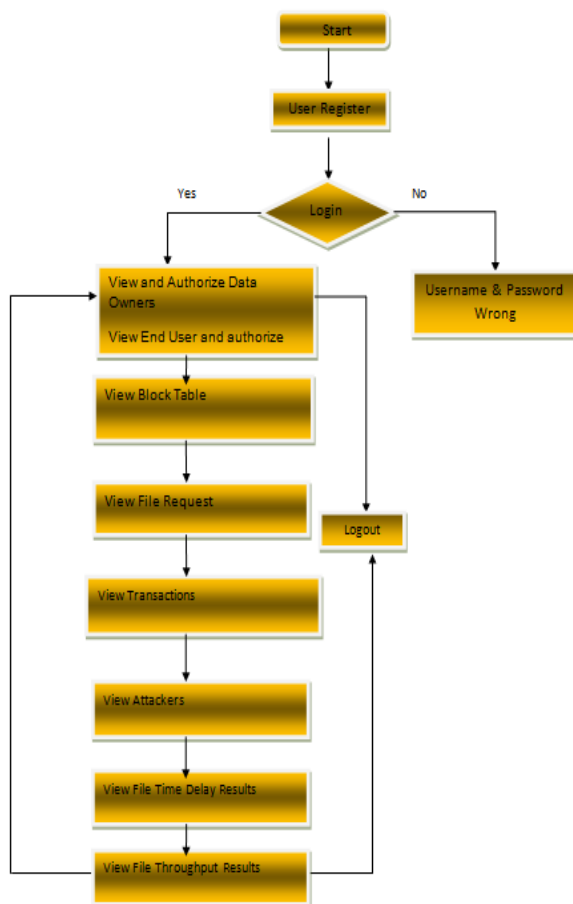 Start
User Register
Yes
No
Login
View and Authorize Data
Owners
View End User and authorize
Username & Password
Wrong
View Block Table
View File Request
Logout
View Transactions
View Attackers
View File Time Delay Results
View File Throughput Results